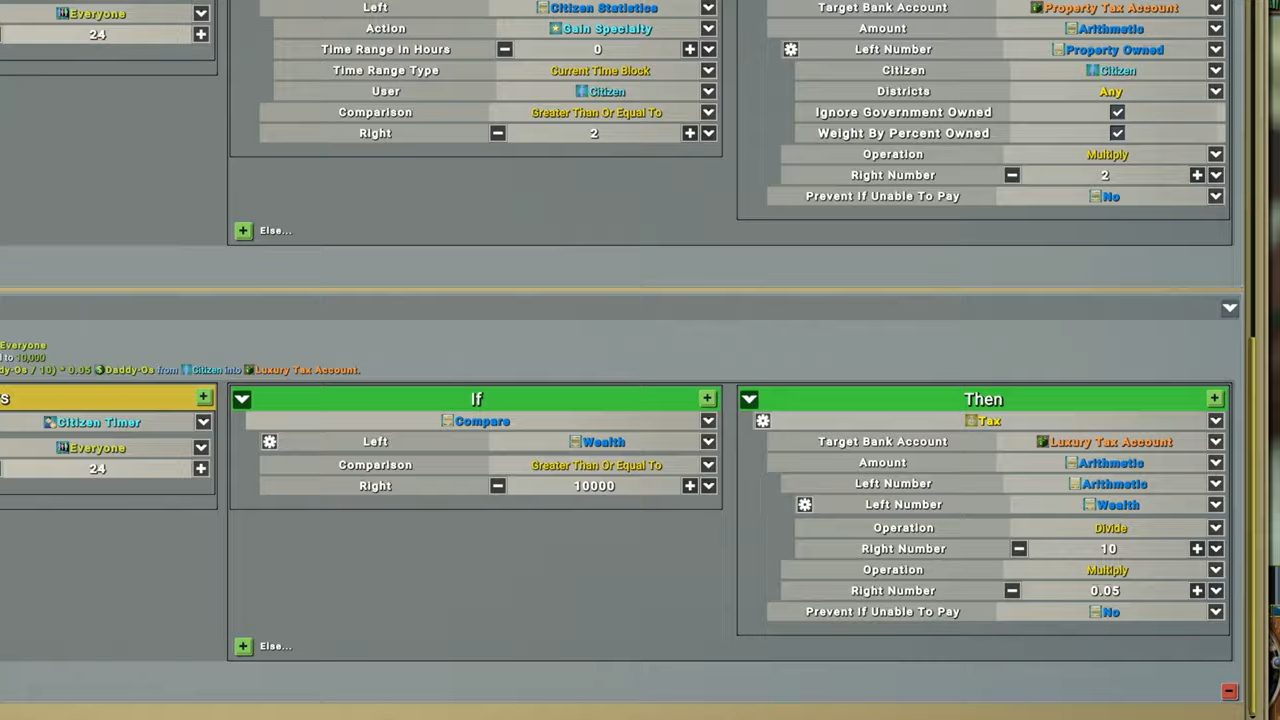 Everyone
24
Left Citizen Statistics
Action Gain Specialty
Time Range In Hours 0
Time Range Type Current Time Block
User Citizen
Comparison Greater Than Or Equal To
Right 2
Else...
Target Bank Account Property Tax Account
Amount Arithmetic
Left Number Property Owned
Citizen Citizen
Districts Any
Ignore Government Owned
Weight By Percent Owned
Operation Multiply
Right Number 2
Prevent If Unable To Pay No
Everyone
to 10,000
dy-Os / 10) * 0.05 Daddy-Os from Citizen into Luxury Tax Account.
s
Citizen Timer
Everyone
24
If
Compare
Left Wealth
Comparison Greater Than Or Equal To
Right 10000
Else...
Then
Tax
Target Bank Account Luxury Tax Account
Amount Arithmetic
Left Number Arithmetic
Left Number Wealth
Operation Divide
Right Number 10
Operation Multiply
Right Number 0.05
Prevent If Unable To Pay No